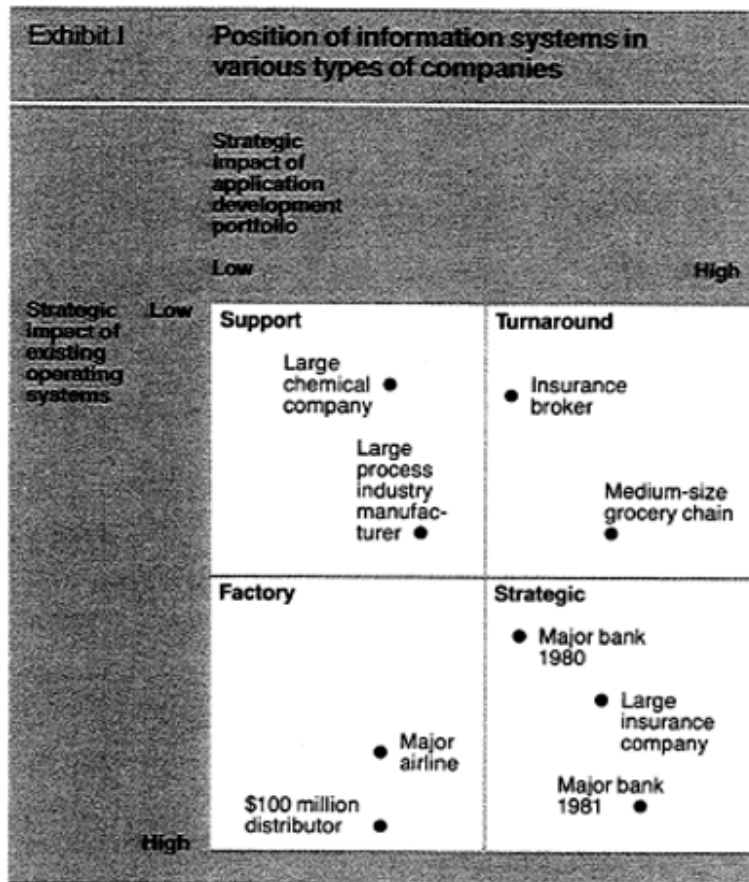 Exhibit I
Position of information systems in
various types of companies
Strategic
impact of
application
development
portfolio
Low
High
Strategic
impact of
existing
operating
systems
Low
High
Support
Large
chemical
company
Large
process
industry
manufac-
turer
Turnaround
Insurance
broker
Medium-size
grocery chain
Factory
Major
airline
$100 million
distributor
Strategic
Major bank
1980
Large
insurance
company
Major bank
1981